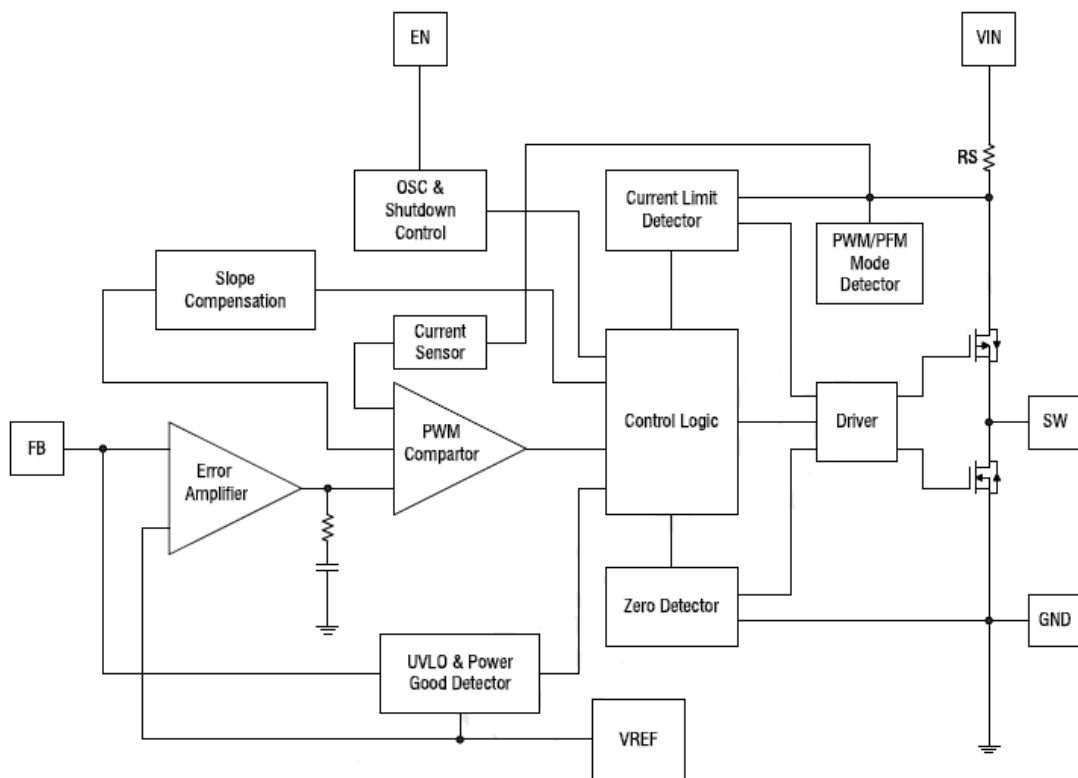 EN
VIN
RS
OSC &
Shutdown
Control
Current Limit
Detector
PWM/PFM
Mode
Detector
Slope
Compensation
Current
Sensor
PWM
Compartor
Control Logic
Driver
SW
FB
Error
Amplifier
Zero Detector
GND
UVLO & Power
Good Detector
VREF